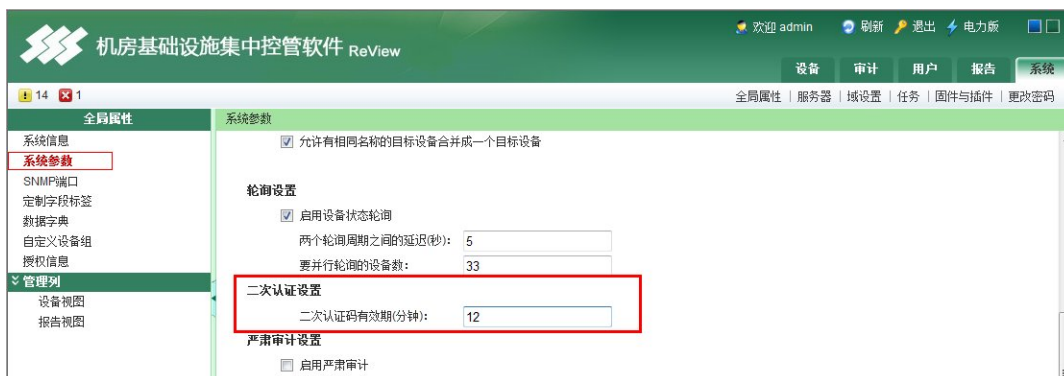 欢迎 admin 刷新 退出 电力版
机房基础设施集中控管软件 ReView
设备 审计 用户 报告 系统
14 1
全局属性 | 服务器 | 域设置 | 任务 | 固件与插件 | 更改密码
全局属性
系统信息
系统参数
SNMP端口
定制字段标签
数据字典
自定义设备组
授权信息
管理列
设备视图
报告视图
系统参数
允许有相同名称的目标设备合并成一个目标设备
轮询设置
启用设备状态轮询
两个轮询周期之间的延迟(秒): 5
要并行轮询的设备数: 33
二次认证设置
二次认证码有效期(分钟): 12
严肃审计设置
启用严肃审计